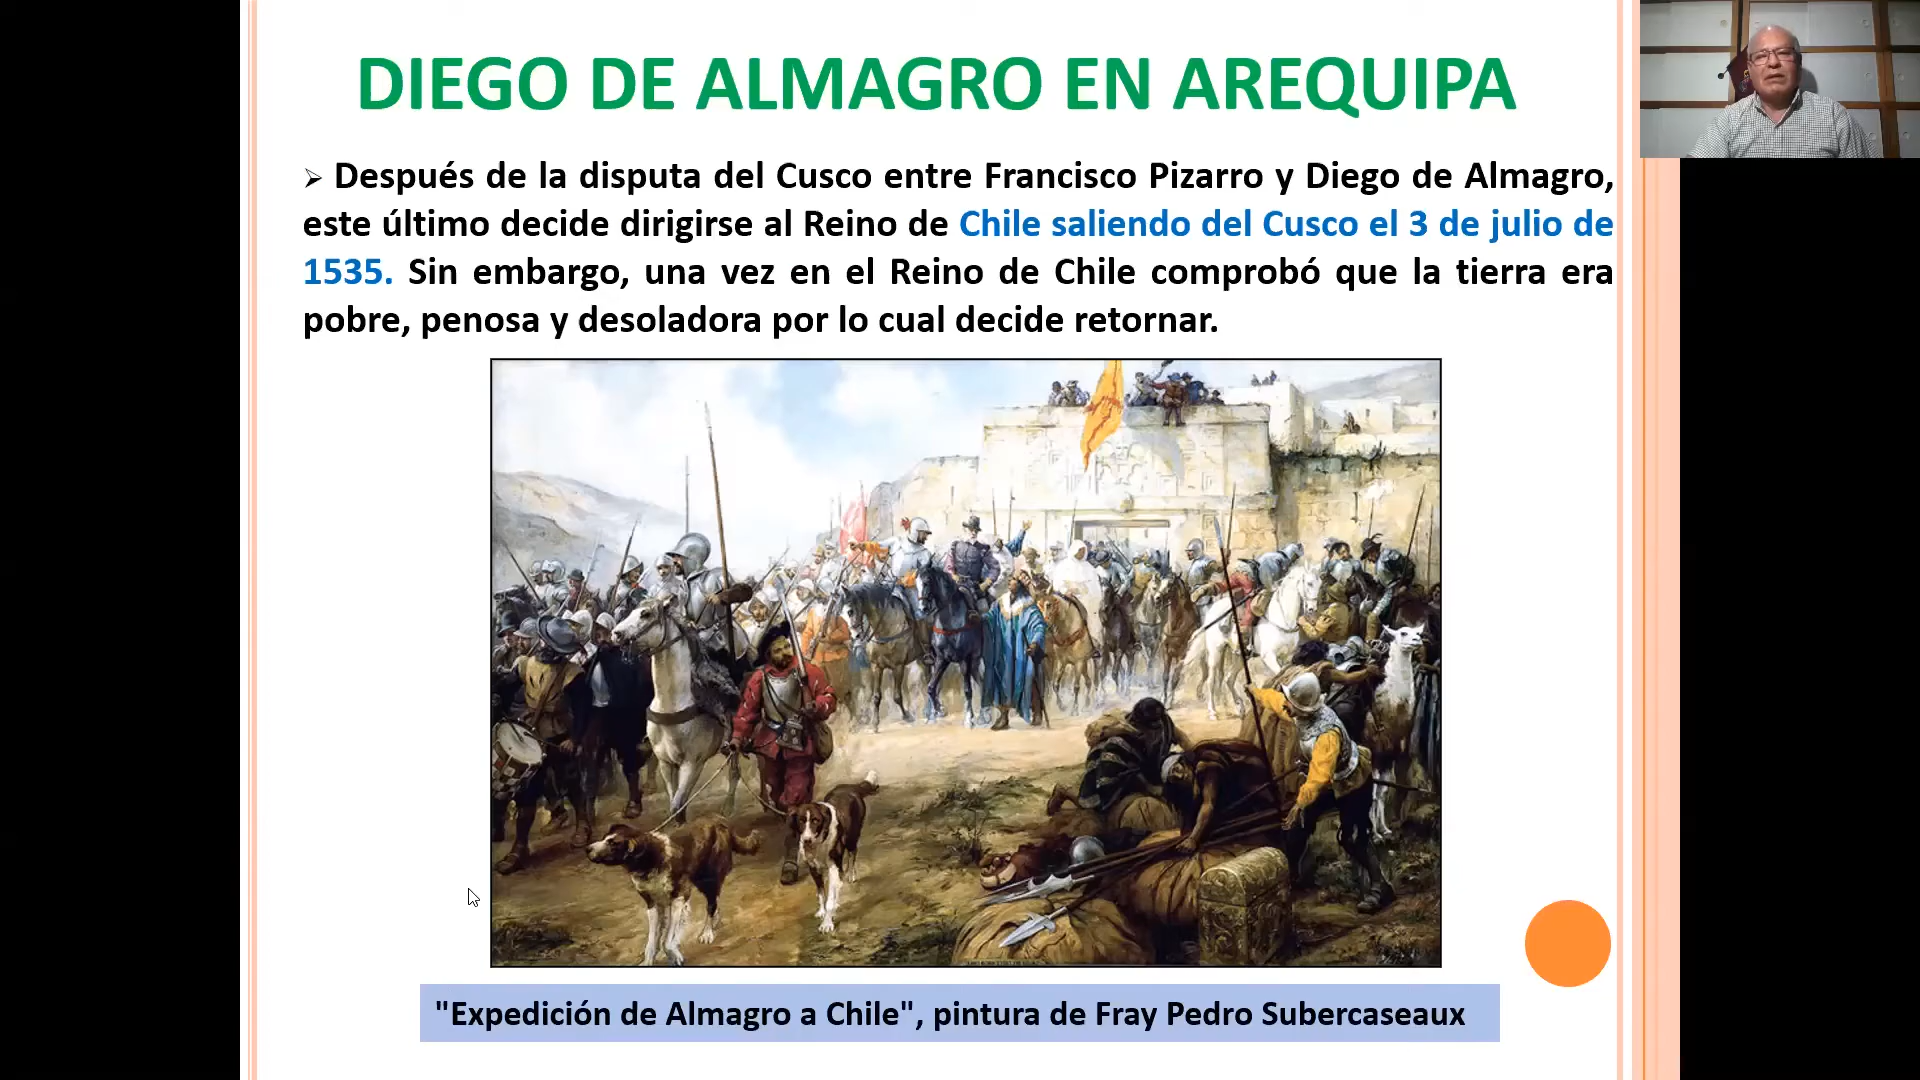 DIEGO DE ALMAGRO EN AREQUIPA
➢ Después de la disputa del Cusco entre Francisco Pizarro y Diego de Almagro,
este último decide dirigirse al Reino de Chile saliendo del Cusco el 3 de julio de
1535. Sin embargo, una vez en el Reino de Chile comprobó que la tierra era
pobre, penosa y desoladora por lo cual decide retornar.
"Expedición de Almagro a Chile", pintura de Fray Pedro Subercaseaux